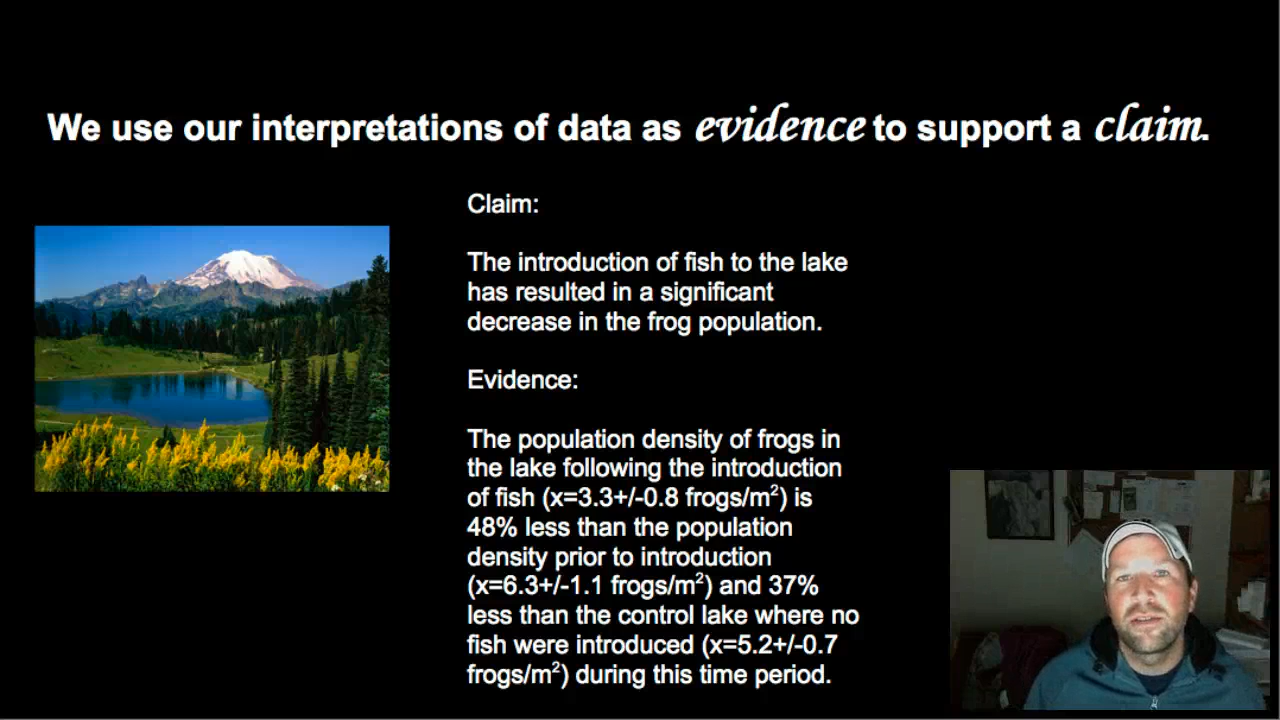 We use our interpretations of data as evidence to support a claim.
Claim:
The introduction of fish to the lake
has resulted in a significant
decrease in the frog population.
Evidence:
The population density of frogs in
the lake following the introduction
of fish (x=3.3+/-0.8 frogs/m²) is
48% less than the population
density prior to introduction
(x=6.3+/-1.1 frogs/m²) and 37%
less than the control lake where no
fish were introduced (x=5.2+/-0.7
frogs/m²) during this time period.